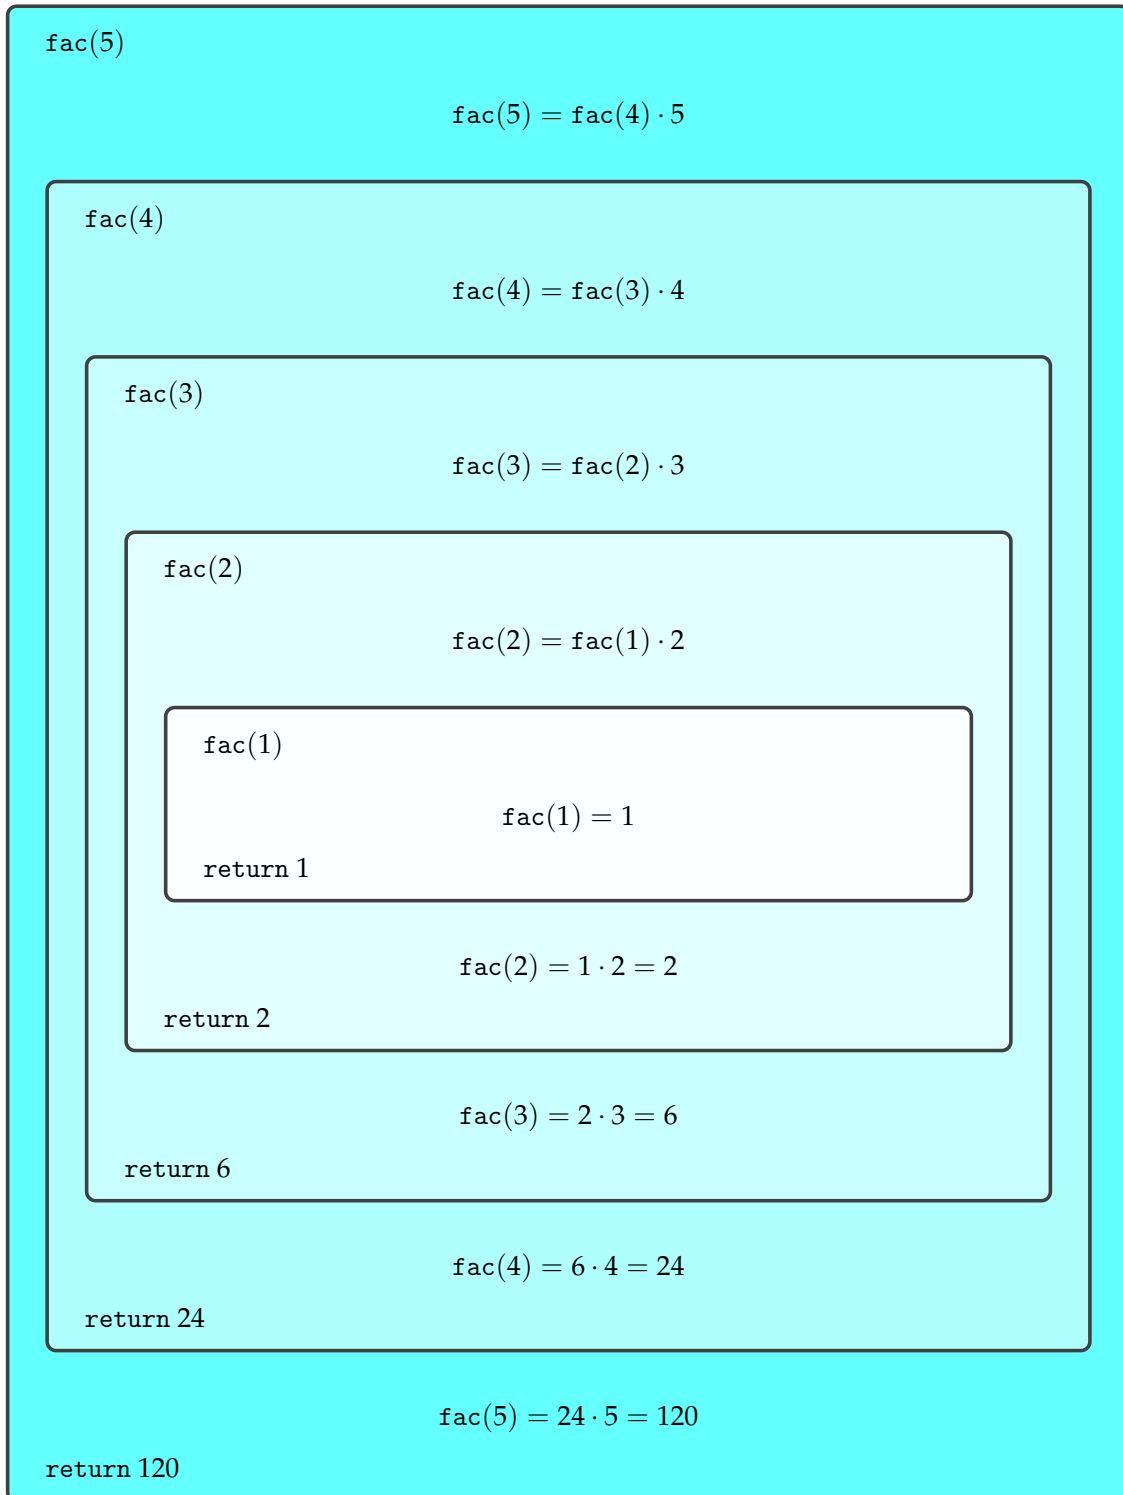 fac(5)
fac(5) = fac(4) · 5
fac(4)
fac(4) = fac(3) · 4
fac(3)
fac(3) = fac(2) · 3
fac(2)
fac(2) = fac(1) · 2
fac(1)
fac(1) = 1
return 1
fac(2) = 1 · 2 = 2
return 2
fac(3) = 2 · 3 = 6
return 6
fac(4) = 6 · 4 = 24
return 24
fac(5) = 24 · 5 = 120
return 120